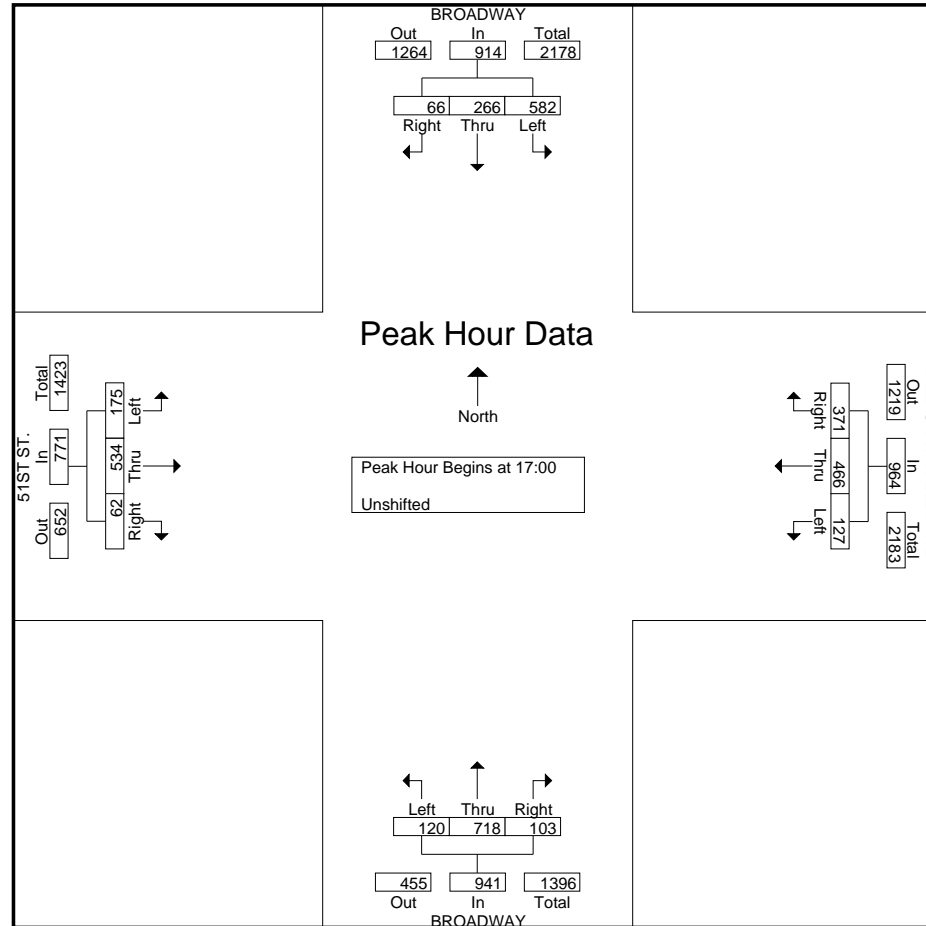 BROADWAY
Out In Total
1264 914 2178
66 266 582
Right Thru Left
Peak Hour Data
North
Peak Hour Begins at 17:00
Unshifted
51ST ST.
Total In Out
1423 771 652
175 534 62
Left Thru Right
Out In Total
1219 964 2183
371 466 127
Right Thru Left
Left Thru Right
120 718 103
455 941 1396
Out In Total
BROADWAY